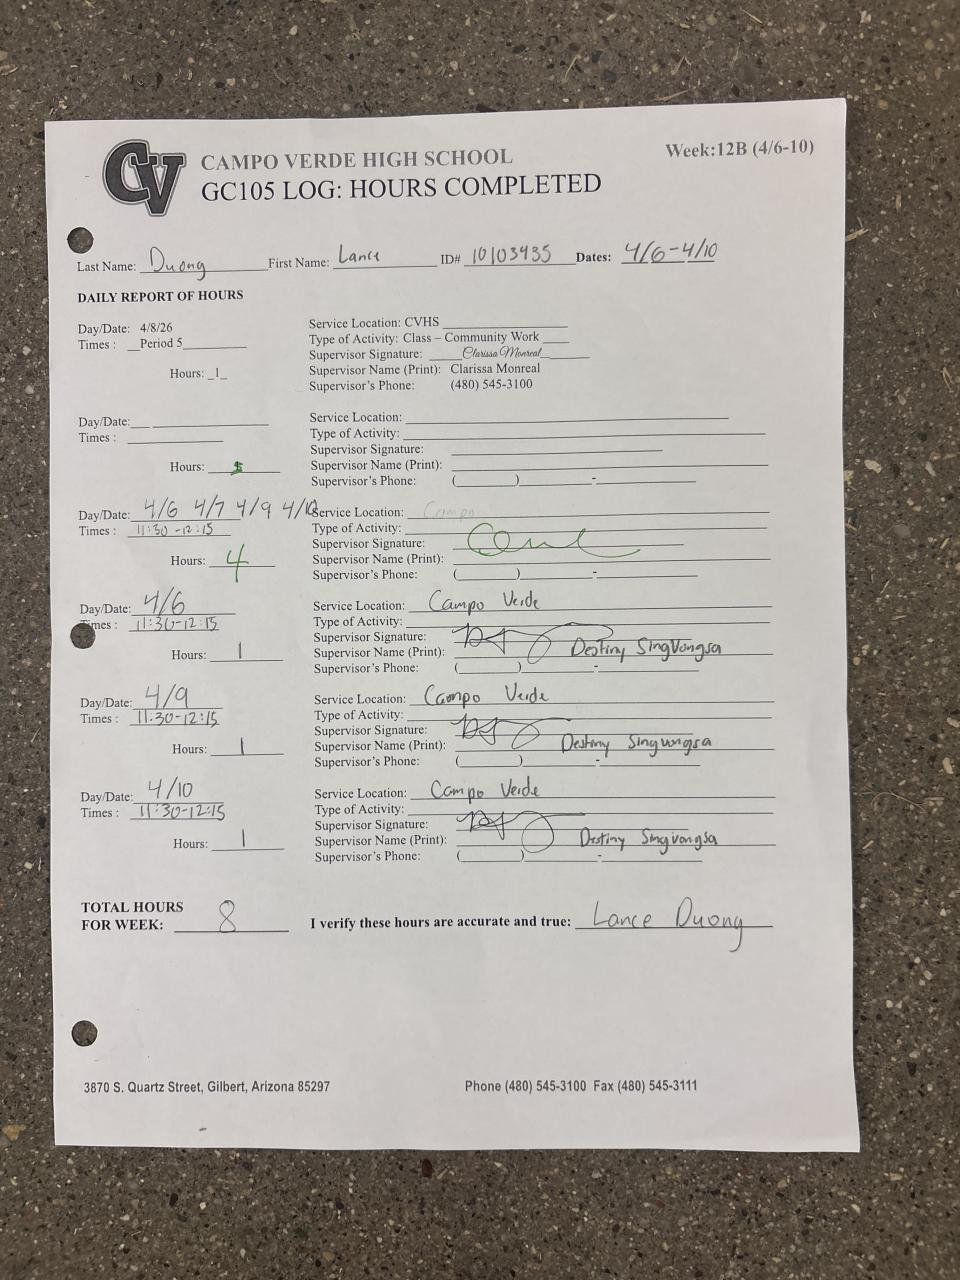 CV
CAMPO VERDE HIGH SCHOOL
Week:12B (4/6-10)
GC105 LOG: HOURS COMPLETED
Last Name: Duong First Name: Lance ID# 10103435 Dates: 4/6-4/10
DAILY REPORT OF HOURS
Day/Date: 4/8/26
Times : Period 5
Hours: 1
Service Location: CVHS
Type of Activity: Class – Community Work
Supervisor Signature: Clarissa Monreal
Supervisor Name (Print): Clarissa Monreal
Supervisor's Phone: (480) 545-3100
Day/Date:
Times :
Hours:
Service Location:
Type of Activity:
Supervisor Signature:
Supervisor Name (Print):
Supervisor's Phone: ( ) -
Day/Date: 4/6 4/7 4/9 4/10
Times : 11:30-12:15
Hours: 4
Service Location: Campo
Type of Activity:
Supervisor Signature:
Supervisor Name (Print):
Supervisor's Phone: ( ) -
Day/Date: 4/6
Times : 11:30-12:15
Hours: 1
Service Location: Campo Verde
Type of Activity:
Supervisor Signature:
Supervisor Name (Print): Destiny Singvongsa
Supervisor's Phone: ( ) -
Day/Date: 4/9
Times : 11:30-12:15
Hours: 1
Service Location: Campo Verde
Type of Activity:
Supervisor Signature:
Supervisor Name (Print): Destiny Singvongsa
Supervisor's Phone: ( ) -
Day/Date: 4/10
Times : 11:30-12:15
Hours: 1
Service Location: Campo Verde
Type of Activity:
Supervisor Signature:
Supervisor Name (Print): Destiny Singvongsa
Supervisor's Phone: ( ) -
TOTAL HOURS
FOR WEEK: 8
I verify these hours are accurate and true: Lance Duong
3870 S. Quartz Street, Gilbert, Arizona 85297
Phone (480) 545-3100 Fax (480) 545-3111